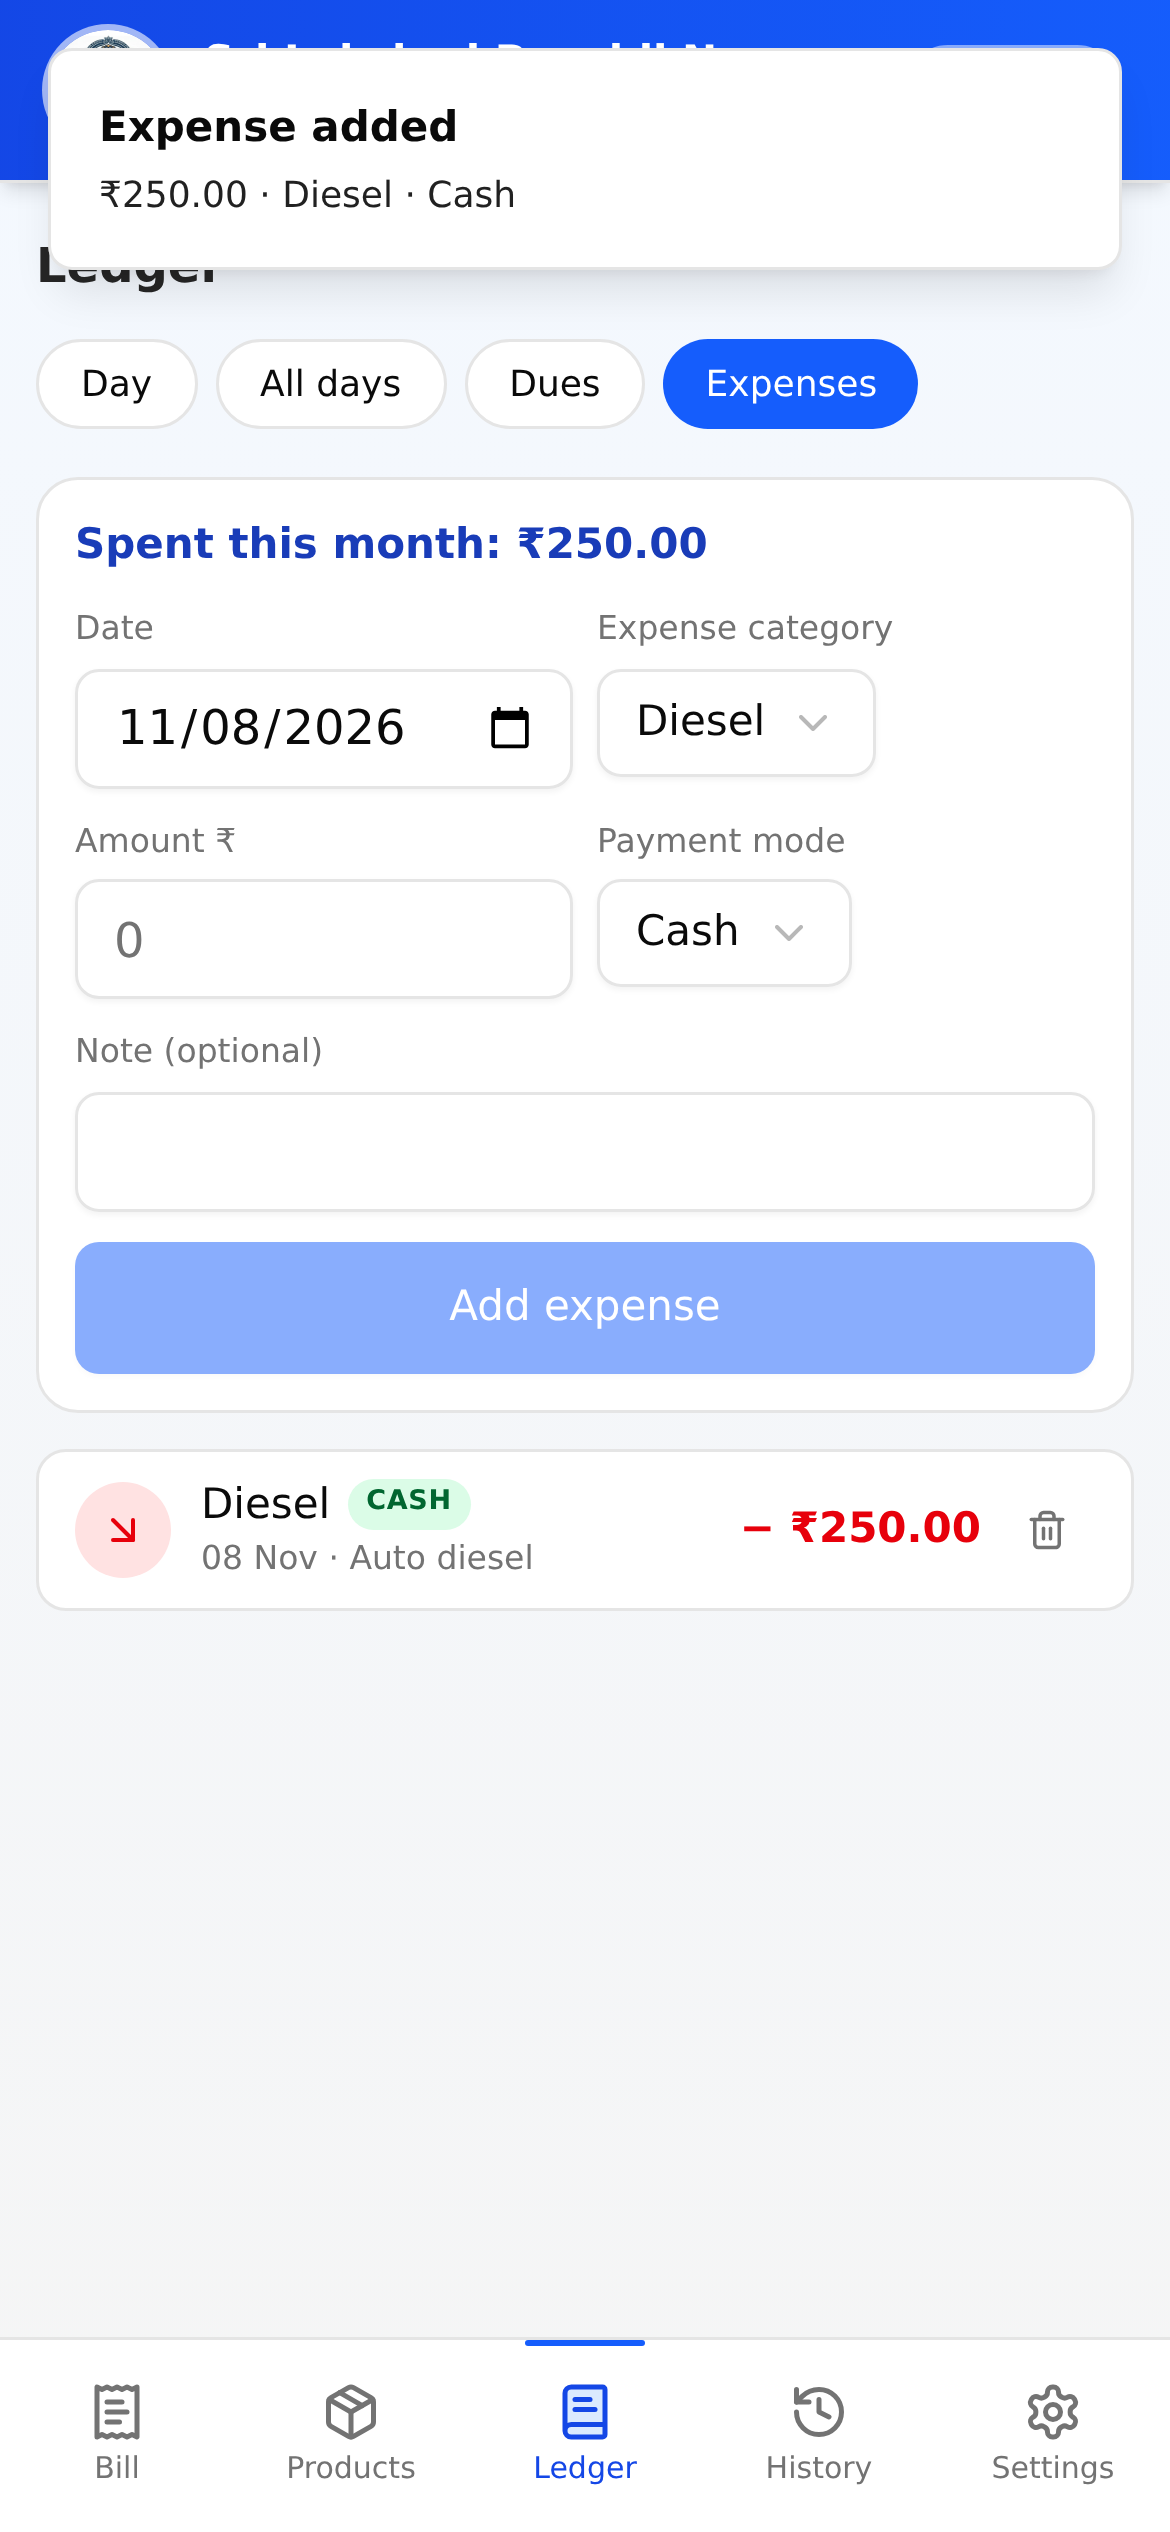 Expense added
₹250.00 · Diesel · Cash
Ledger
Day All days Dues Expenses
Spent this month: ₹250.00
Date Expense category
11/08/2026 Diesel
Amount ₹ Payment mode
0 Cash
Note (optional)
Add expense
Diesel CASH
08 Nov · Auto diesel
– ₹250.00
Bill Products Ledger History Settings